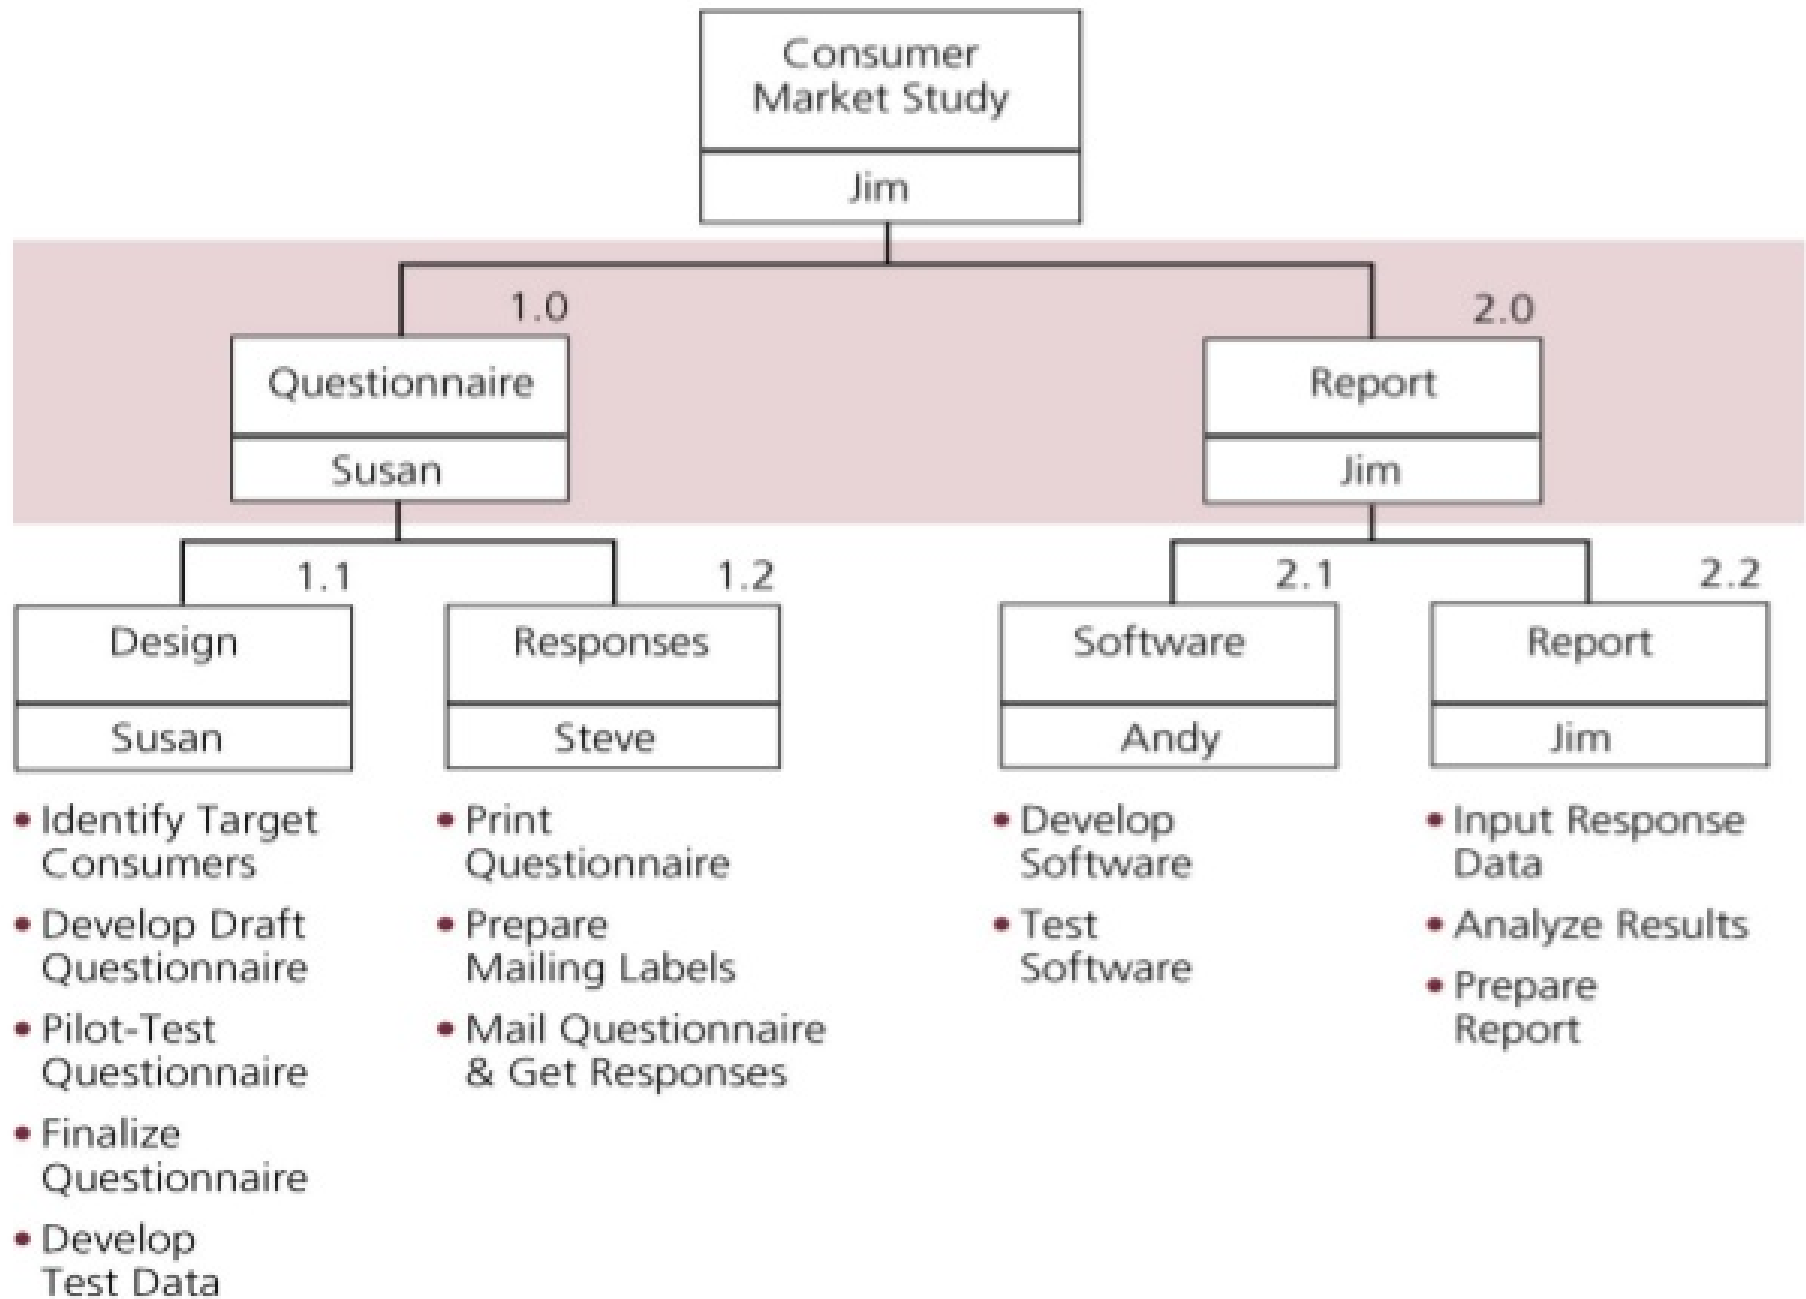 Consumer
Market Study
Jim
1.0
Questionnaire
Susan
2.0
Report
Jim
1.1
Design
Susan
1.2
Responses
Steve
2.1
Software
Andy
2.2
Report
Jim
• Identify Target
Consumers
• Develop Draft
Questionnaire
• Pilot-Test
Questionnaire
• Finalize
Questionnaire
• Develop
Test Data
• Print
Questionnaire
• Prepare
Mailing Labels
• Mail Questionnaire
& Get Responses
• Develop
Software
• Test
Software
• Input Response
Data
• Analyze Results
• Prepare
Report